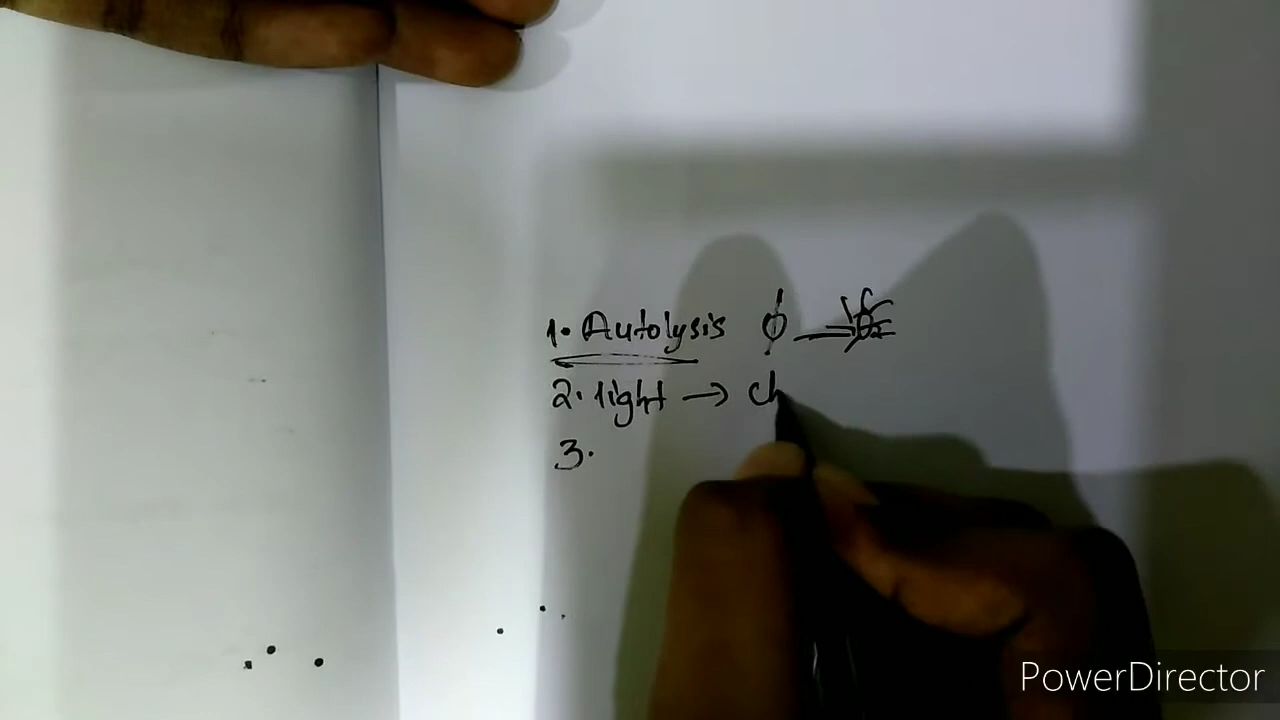 1. Autolysis
2. light → ch
3.
PowerDirector